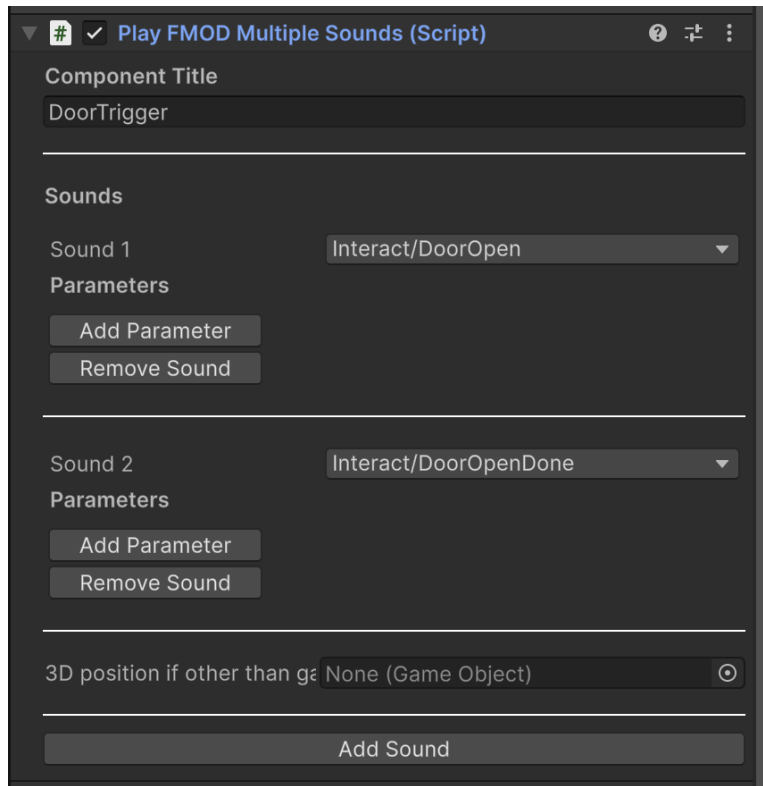 # Play FMOD Multiple Sounds (Script)
Component Title
DoorTrigger
Sounds
Sound 1 Interact/DoorOpen
Parameters
Add Parameter
Remove Sound
Sound 2 Interact/DoorOpenDone
Parameters
Add Parameter
Remove Sound
3D position if other than ga None (Game Object)
Add Sound